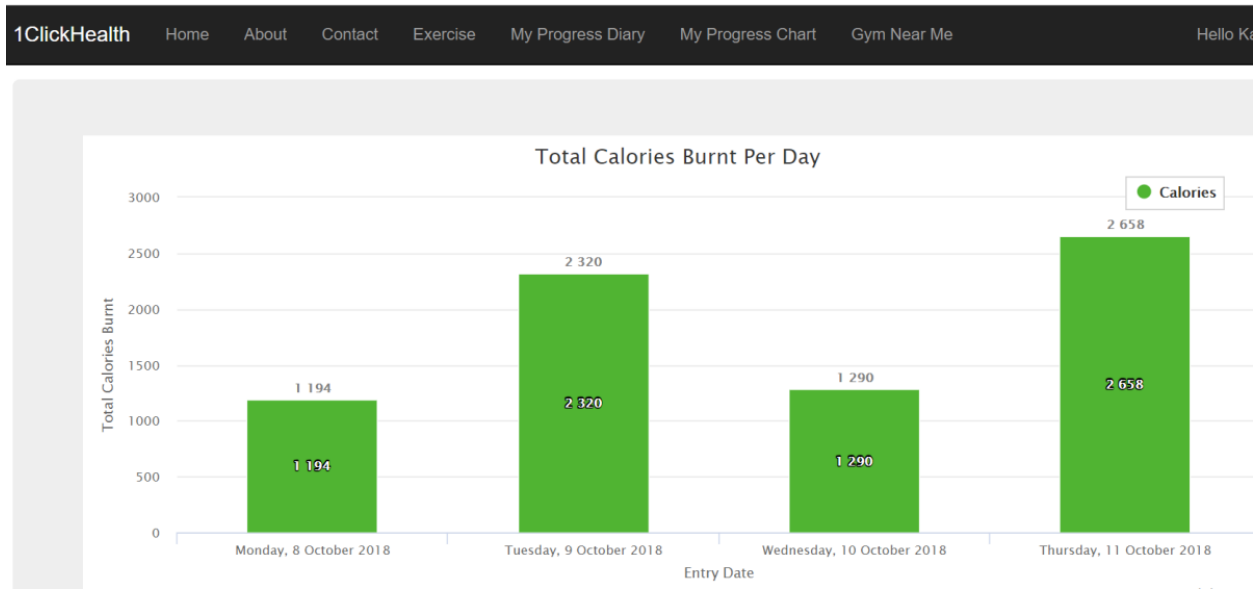 1ClickHealth Home About Contact Exercise My Progress Diary My Progress Chart Gym Near Me Hello Ka
Total Calories Burnt Per Day
Calories
3000
2500
2000
1500
1000
500
0
Total Calories Burnt
1 194
1 194
2 320
2 320
1 290
1 290
2 658
2 658
Monday, 8 October 2018 Tuesday, 9 October 2018 Wednesday, 10 October 2018 Thursday, 11 October 2018
Entry Date